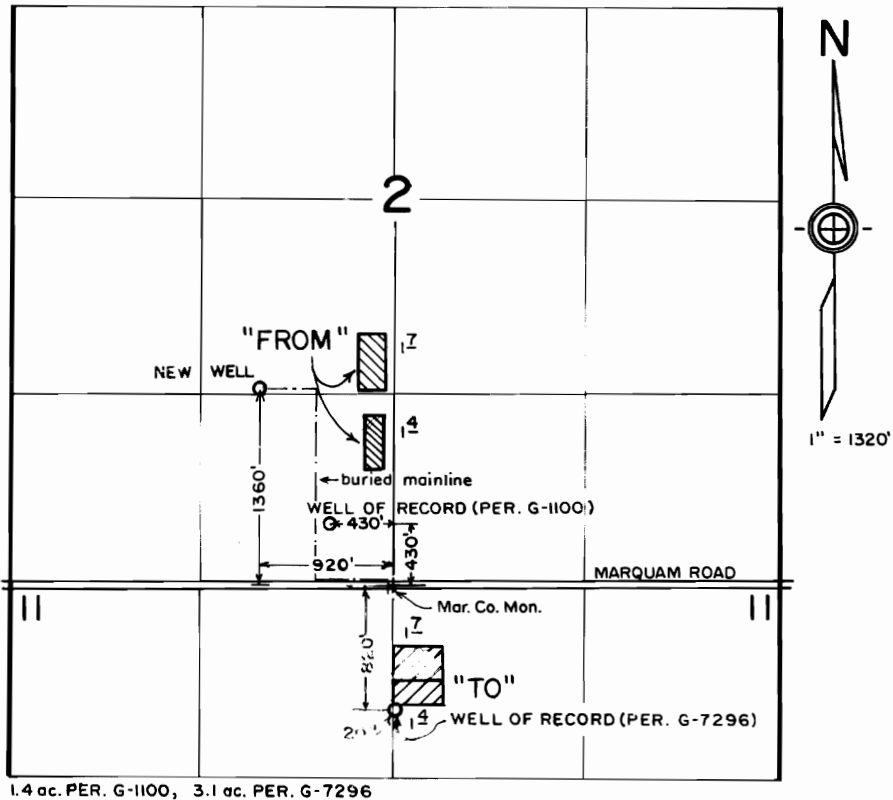 N
2
"FROM"
1 7
NEW WELL
1 4
1" = 1320'
buried mainline
1360'
WELL OF RECORD (PER. G-1100)
430'
430'
920'
MARQUAM ROAD
11
11
Mar. Co. Mon.
820'
1 7
"TO"
1 4
WELL OF RECORD (PER. G-7296)
1.4 ac. PER. G-1100, 3.1 ac. PER. G-7296